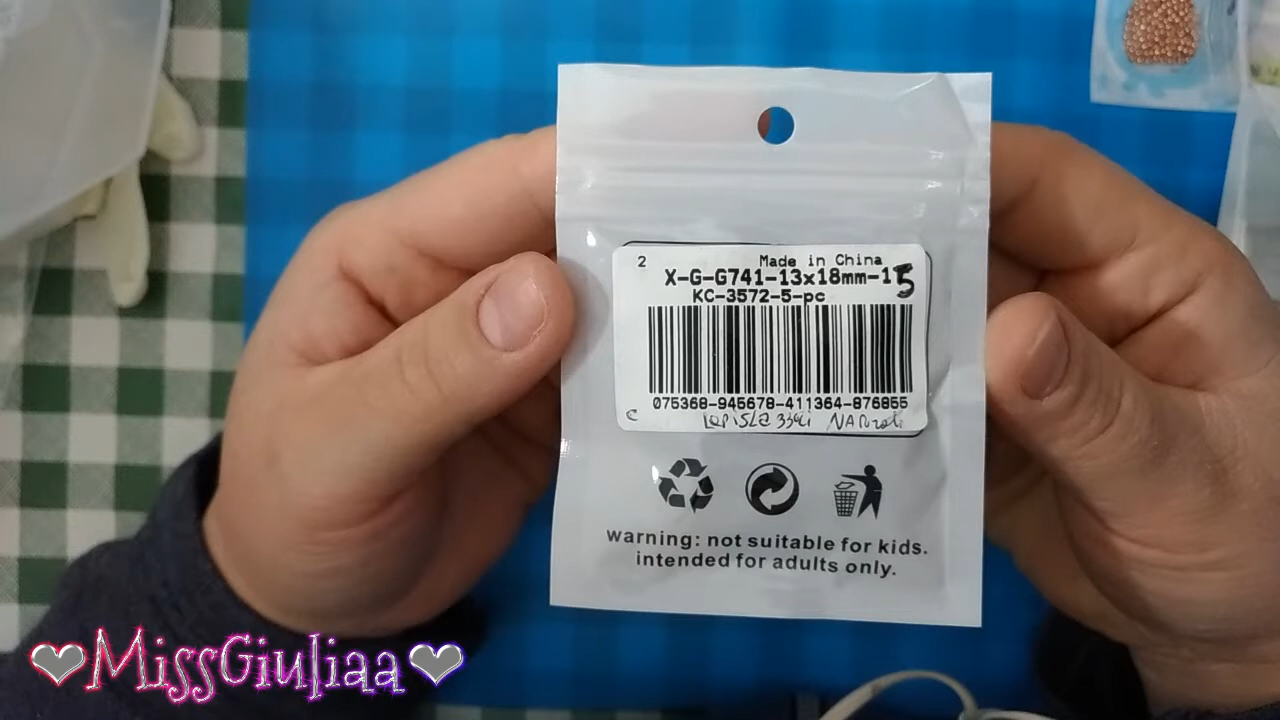 2 Made in China
X-G-G741-13x18mm-15
KC-3572-5-pc
075368-945678-411364-876855
C
warning: not suitable for kids.
intended for adults only.
MissGiuliaa